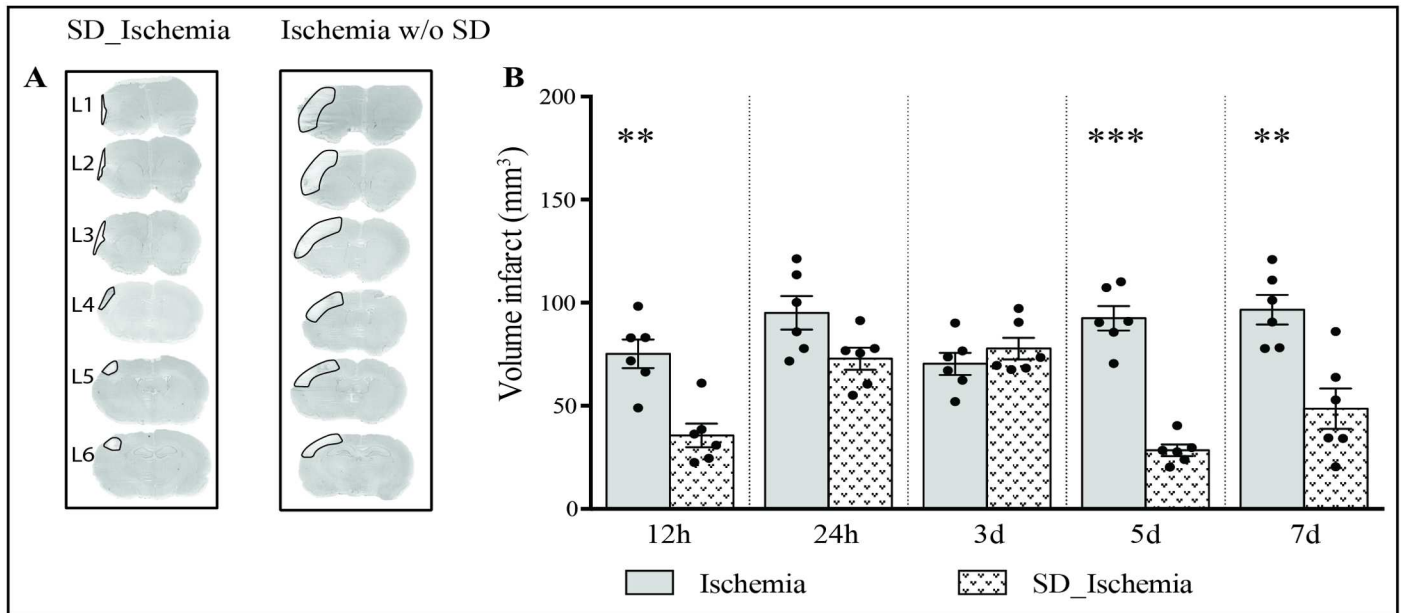 SD_Ischemia
Ischemia w/o SD
A
L1
L2
L3
L4
L5
L6
B
Volume infarct (mm³)
200
150
100
50
0
** *** **
12h 24h 3d 5d 7d
Ischemia SD_Ischemia